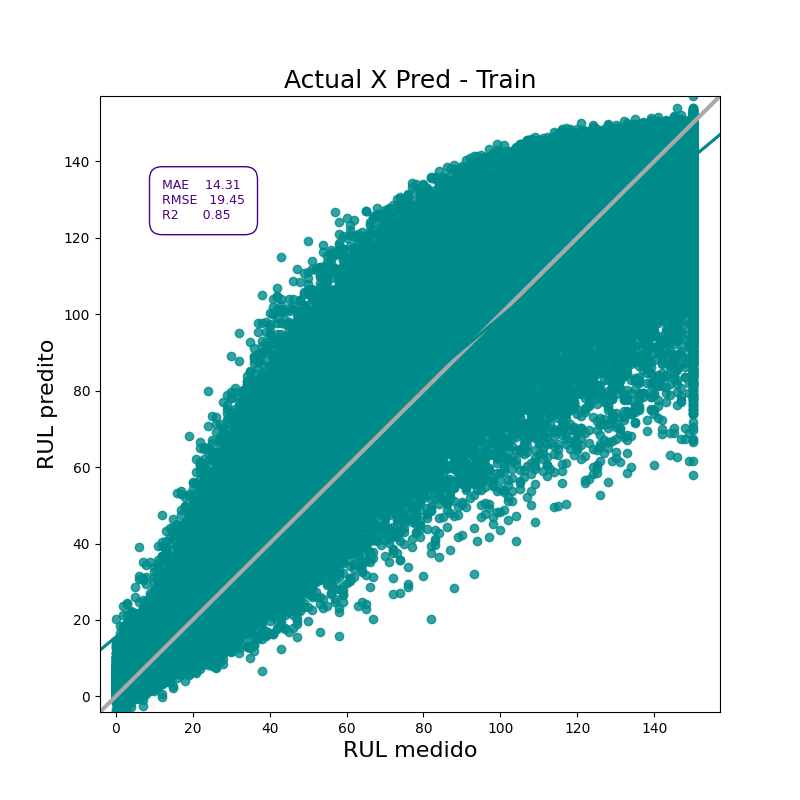 Actual X Pred - Train
MAE 14.31
RMSE 19.45
R2 0.85
RUL predito
140
120
100
80
60
40
20
0
0 20 40 60 80 100 120 140
RUL medido